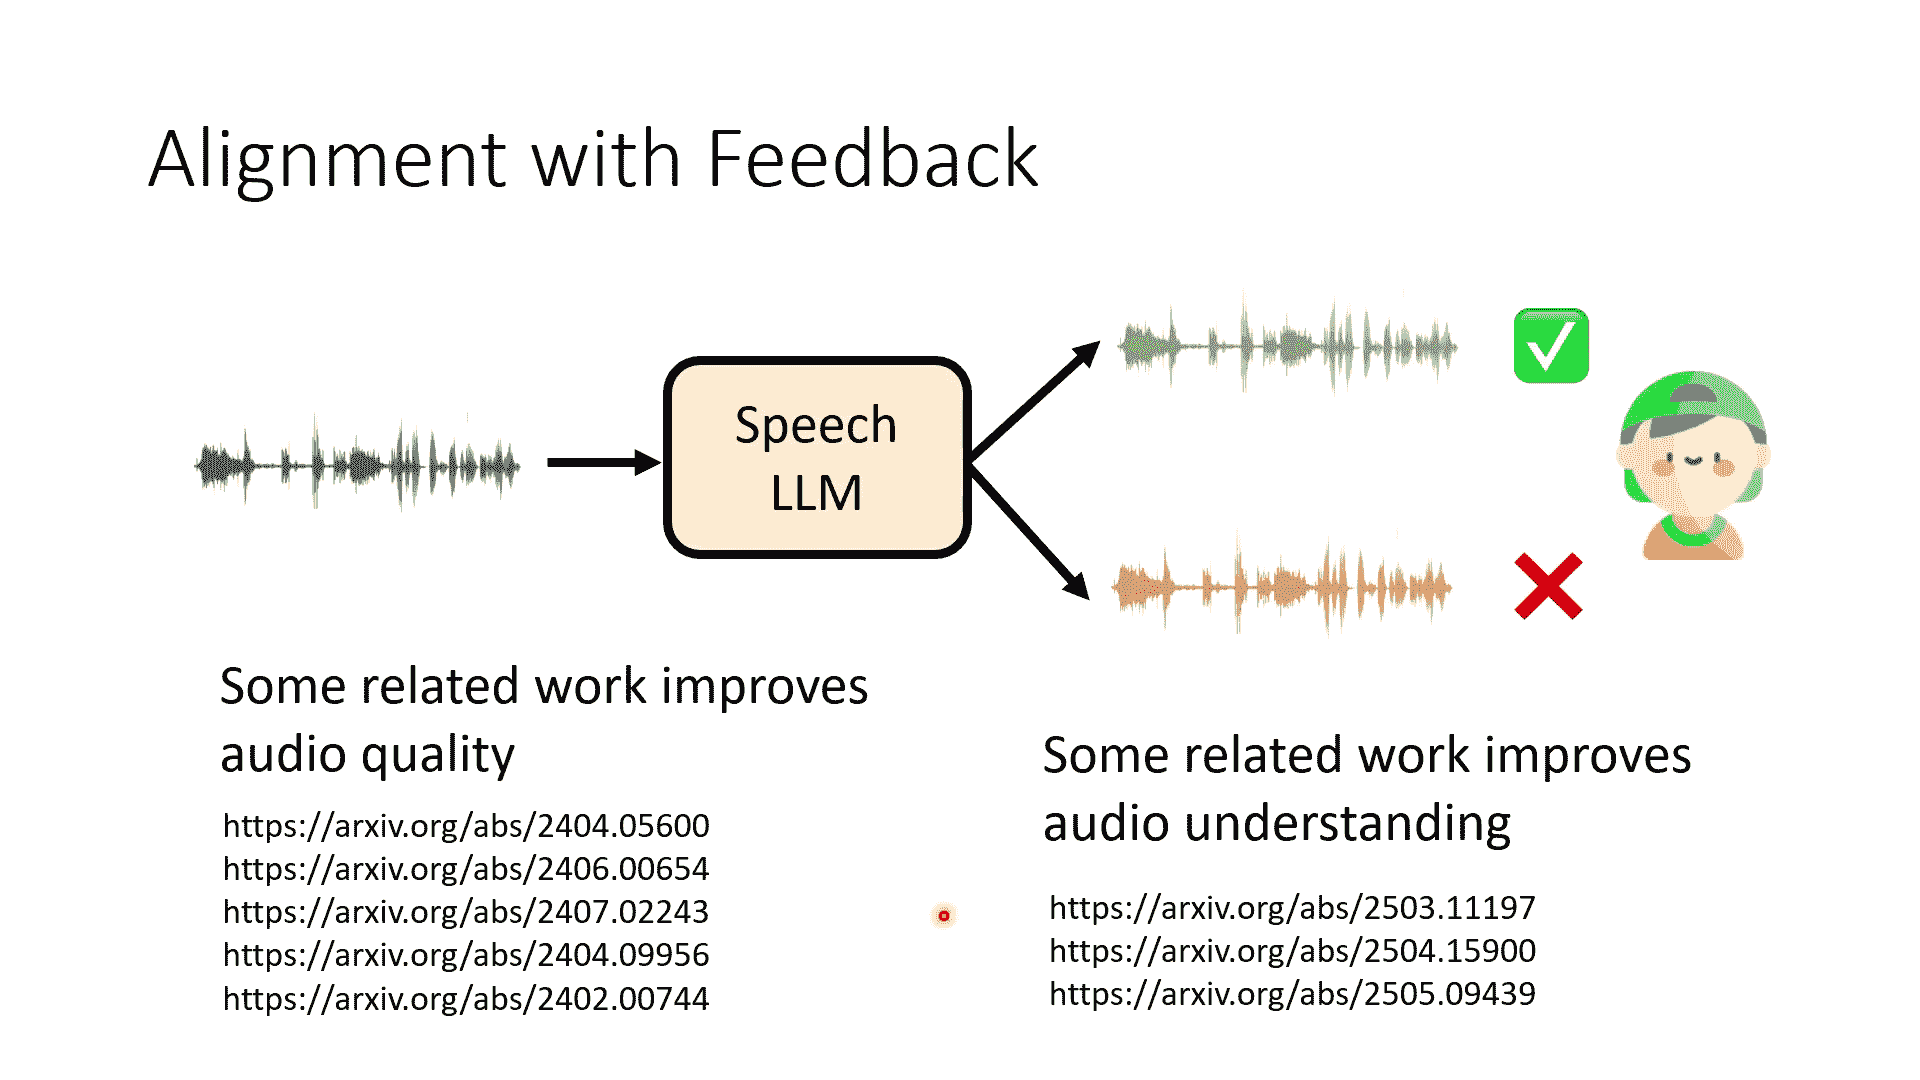 Alignment with Feedback
Speech
LLM
Some related work improves
audio quality
https://arxiv.org/abs/2404.05600
https://arxiv.org/abs/2406.00654
https://arxiv.org/abs/2407.02243
https://arxiv.org/abs/2404.09956
https://arxiv.org/abs/2402.00744
Some related work improves
audio understanding
https://arxiv.org/abs/2503.11197
https://arxiv.org/abs/2504.15900
https://arxiv.org/abs/2505.09439